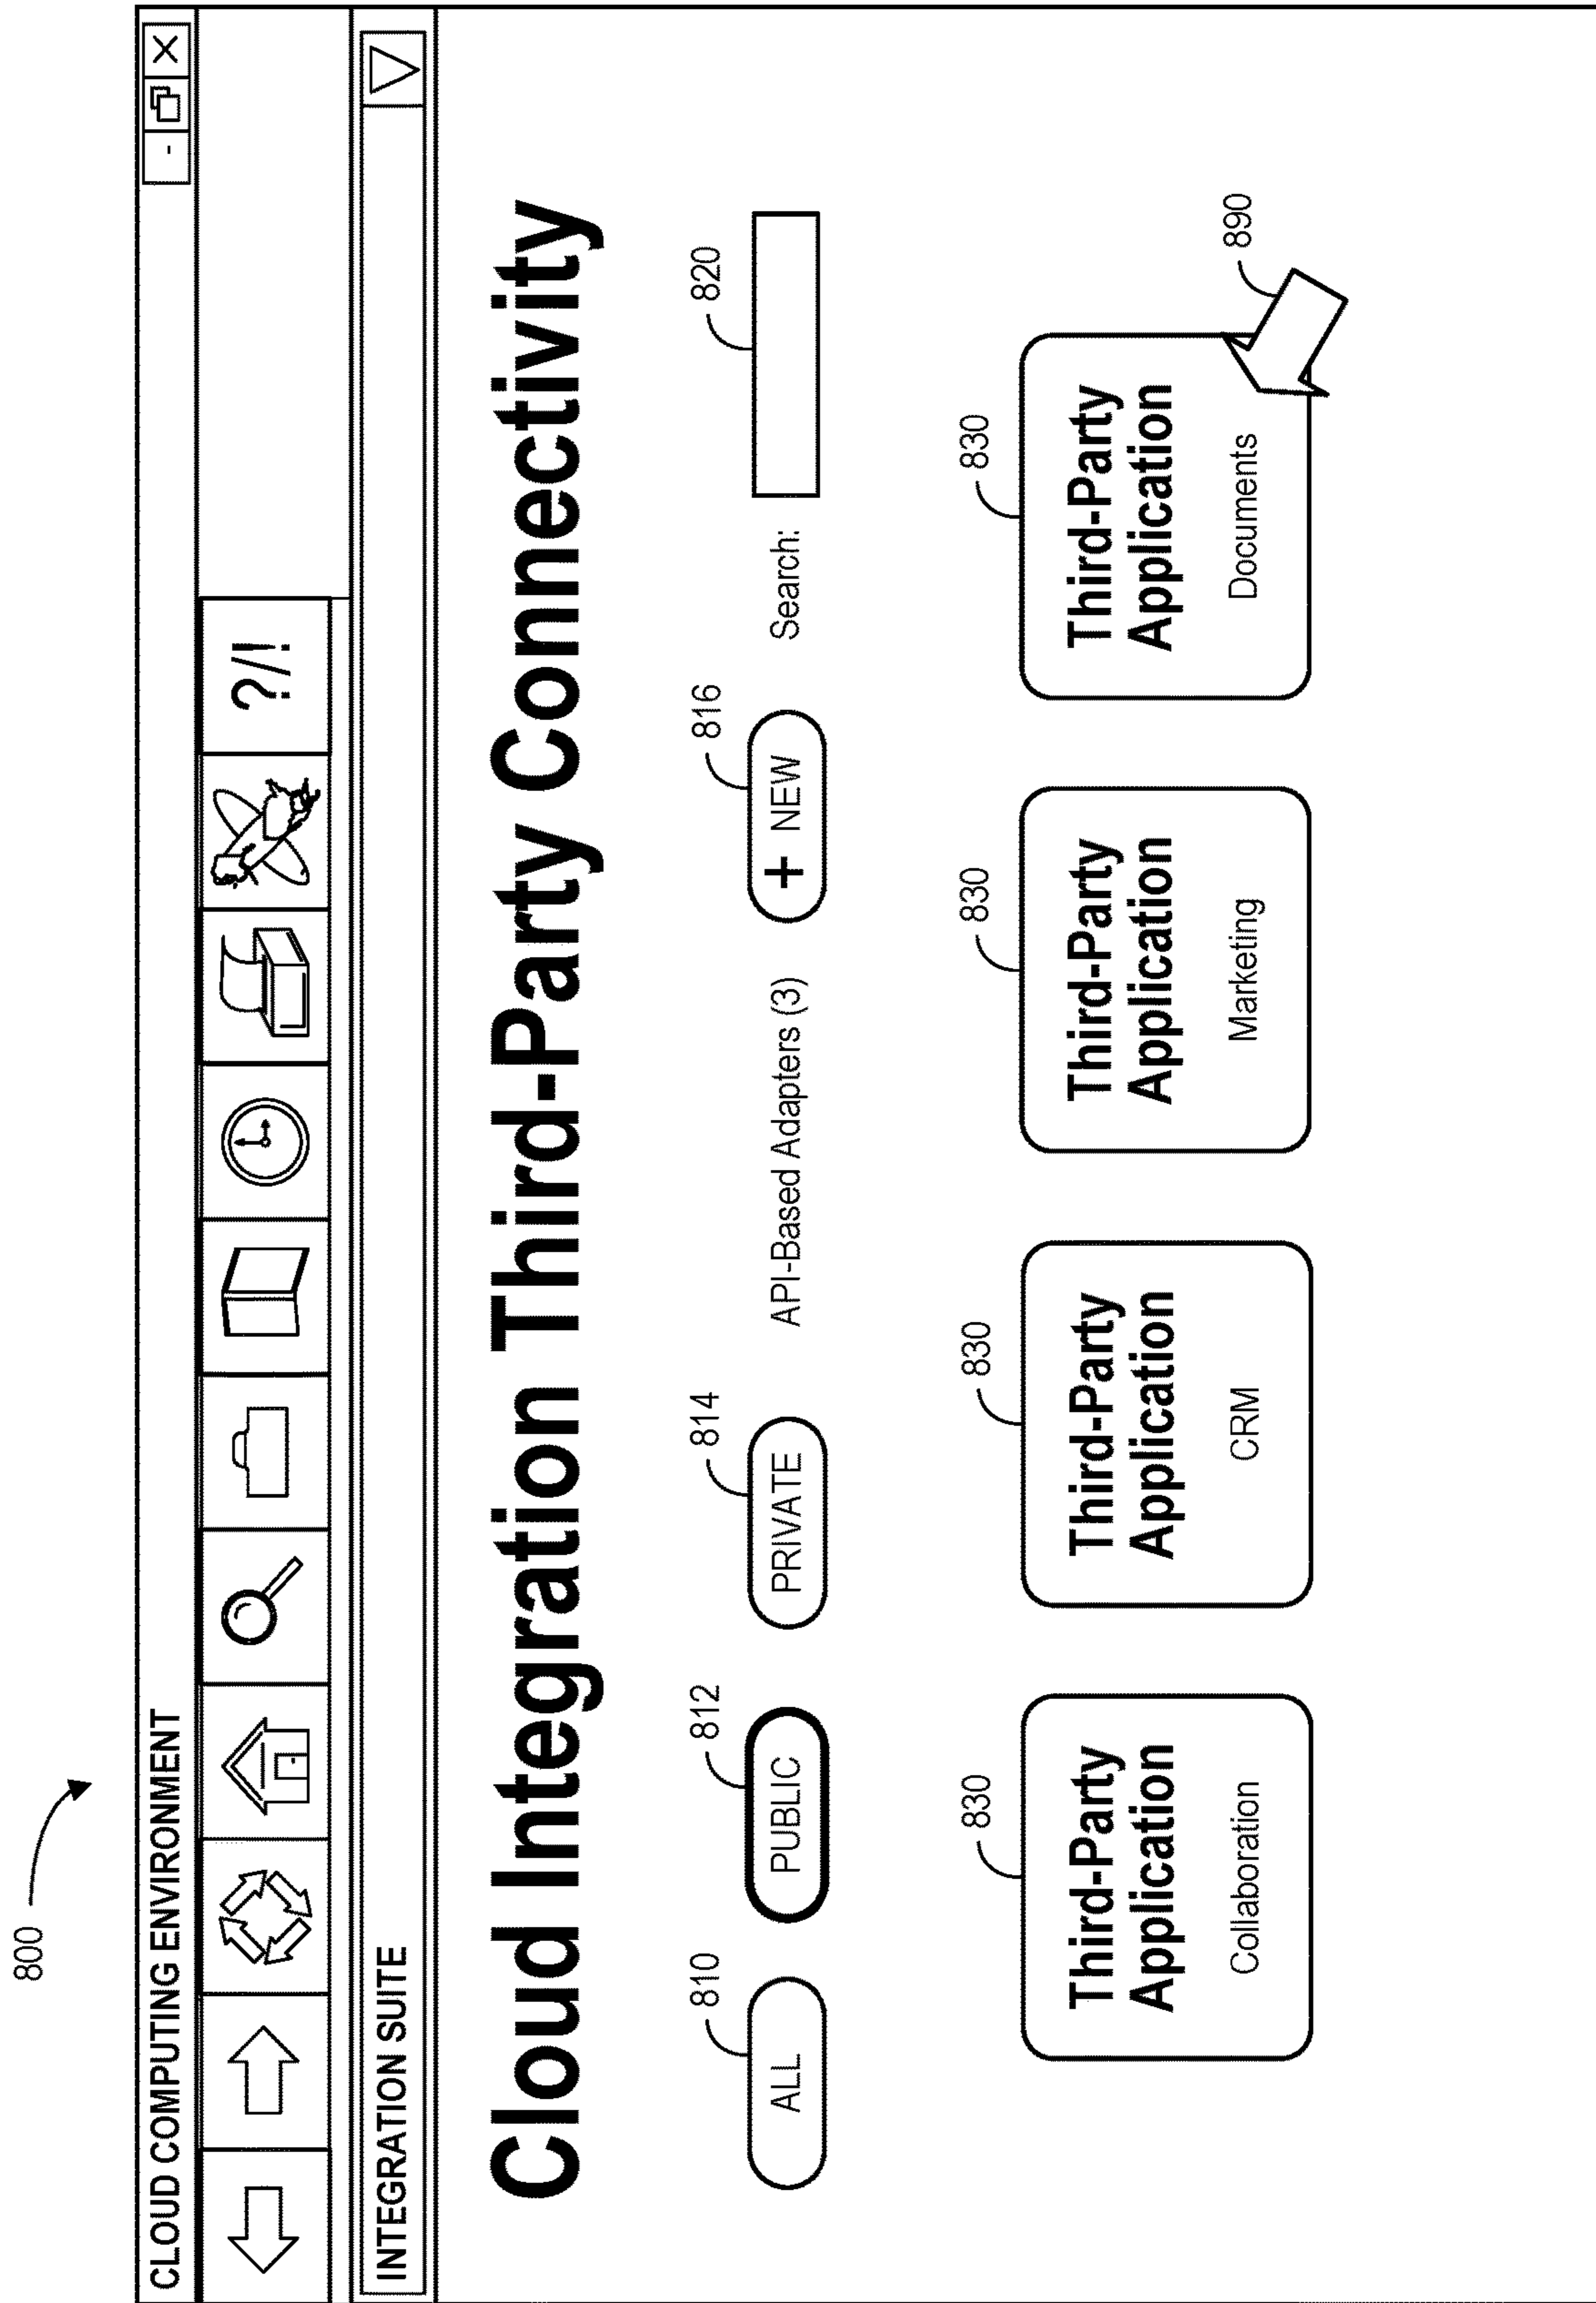 800
CLOUD COMPUTING ENVIRONMENT
- X
?/!
INTEGRATION SUITE
Cloud Integration Third-Party Connectivity
810
812
814
816
820
ALL
PUBLIC
PRIVATE
API-Based Adapters (3)
+ NEW
Search:
830
Third-Party
Application
Collaboration
830
Third-Party
Application
CRM
830
Third-Party
Application
Marketing
830
Third-Party
Application
Documents
890